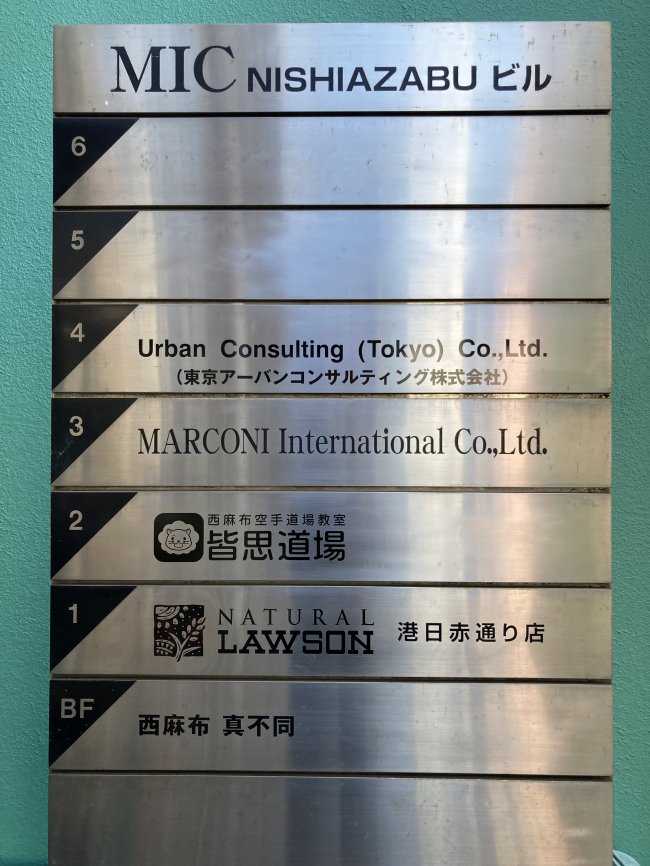 MIC NISHIAZABU ビル
6
5
4
Urban Consulting (Tokyo) Co.,Ltd.
（東京アーバンコンサルティング株式会社）
3
MARCONI International Co.,Ltd.
2
西麻布空手道場教室
皆思道場
1
NATURAL
LAWSON 港日赤通り店
BF
西麻布 真不同